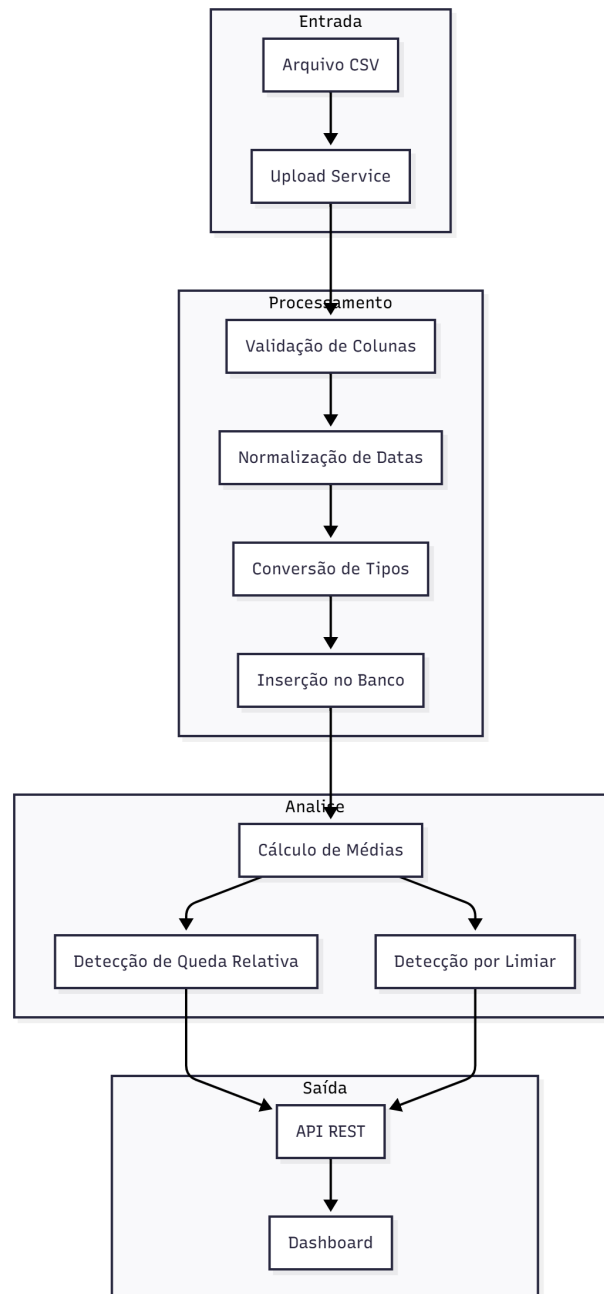 Entrada
Arquivo CSV
Upload Service
Processamento
Validação de Colunas
Normalização de Datas
Conversão de Tipos
Inserção no Banco
Analise
Cálculo de Médias
Detecção de Queda Relativa
Detecção por Limiar
Saída
API REST
Dashboard